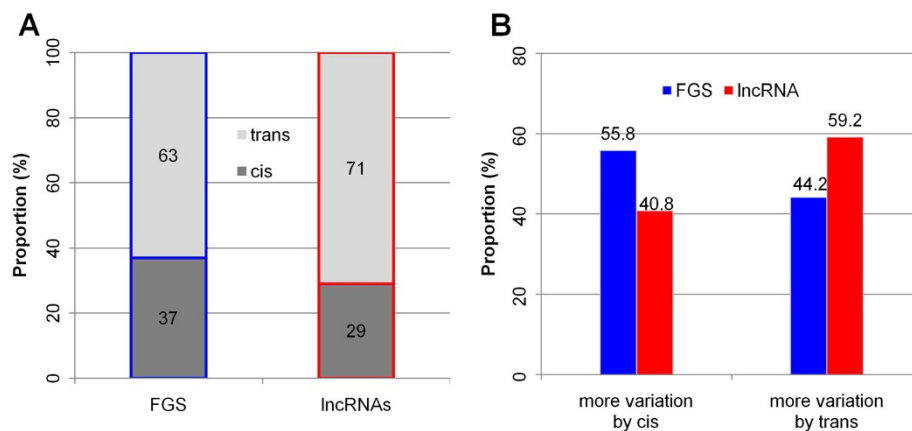 A
Proportion (%)
100
80
60
40
20
0
trans
cis
63
37
71
29
FGS
lncRNAs
B
Proportion (%)
80
60
40
20
0
FGS
lncRNA
55.8
40.8
44.2
59.2
more variation
by cis
more variation
by trans